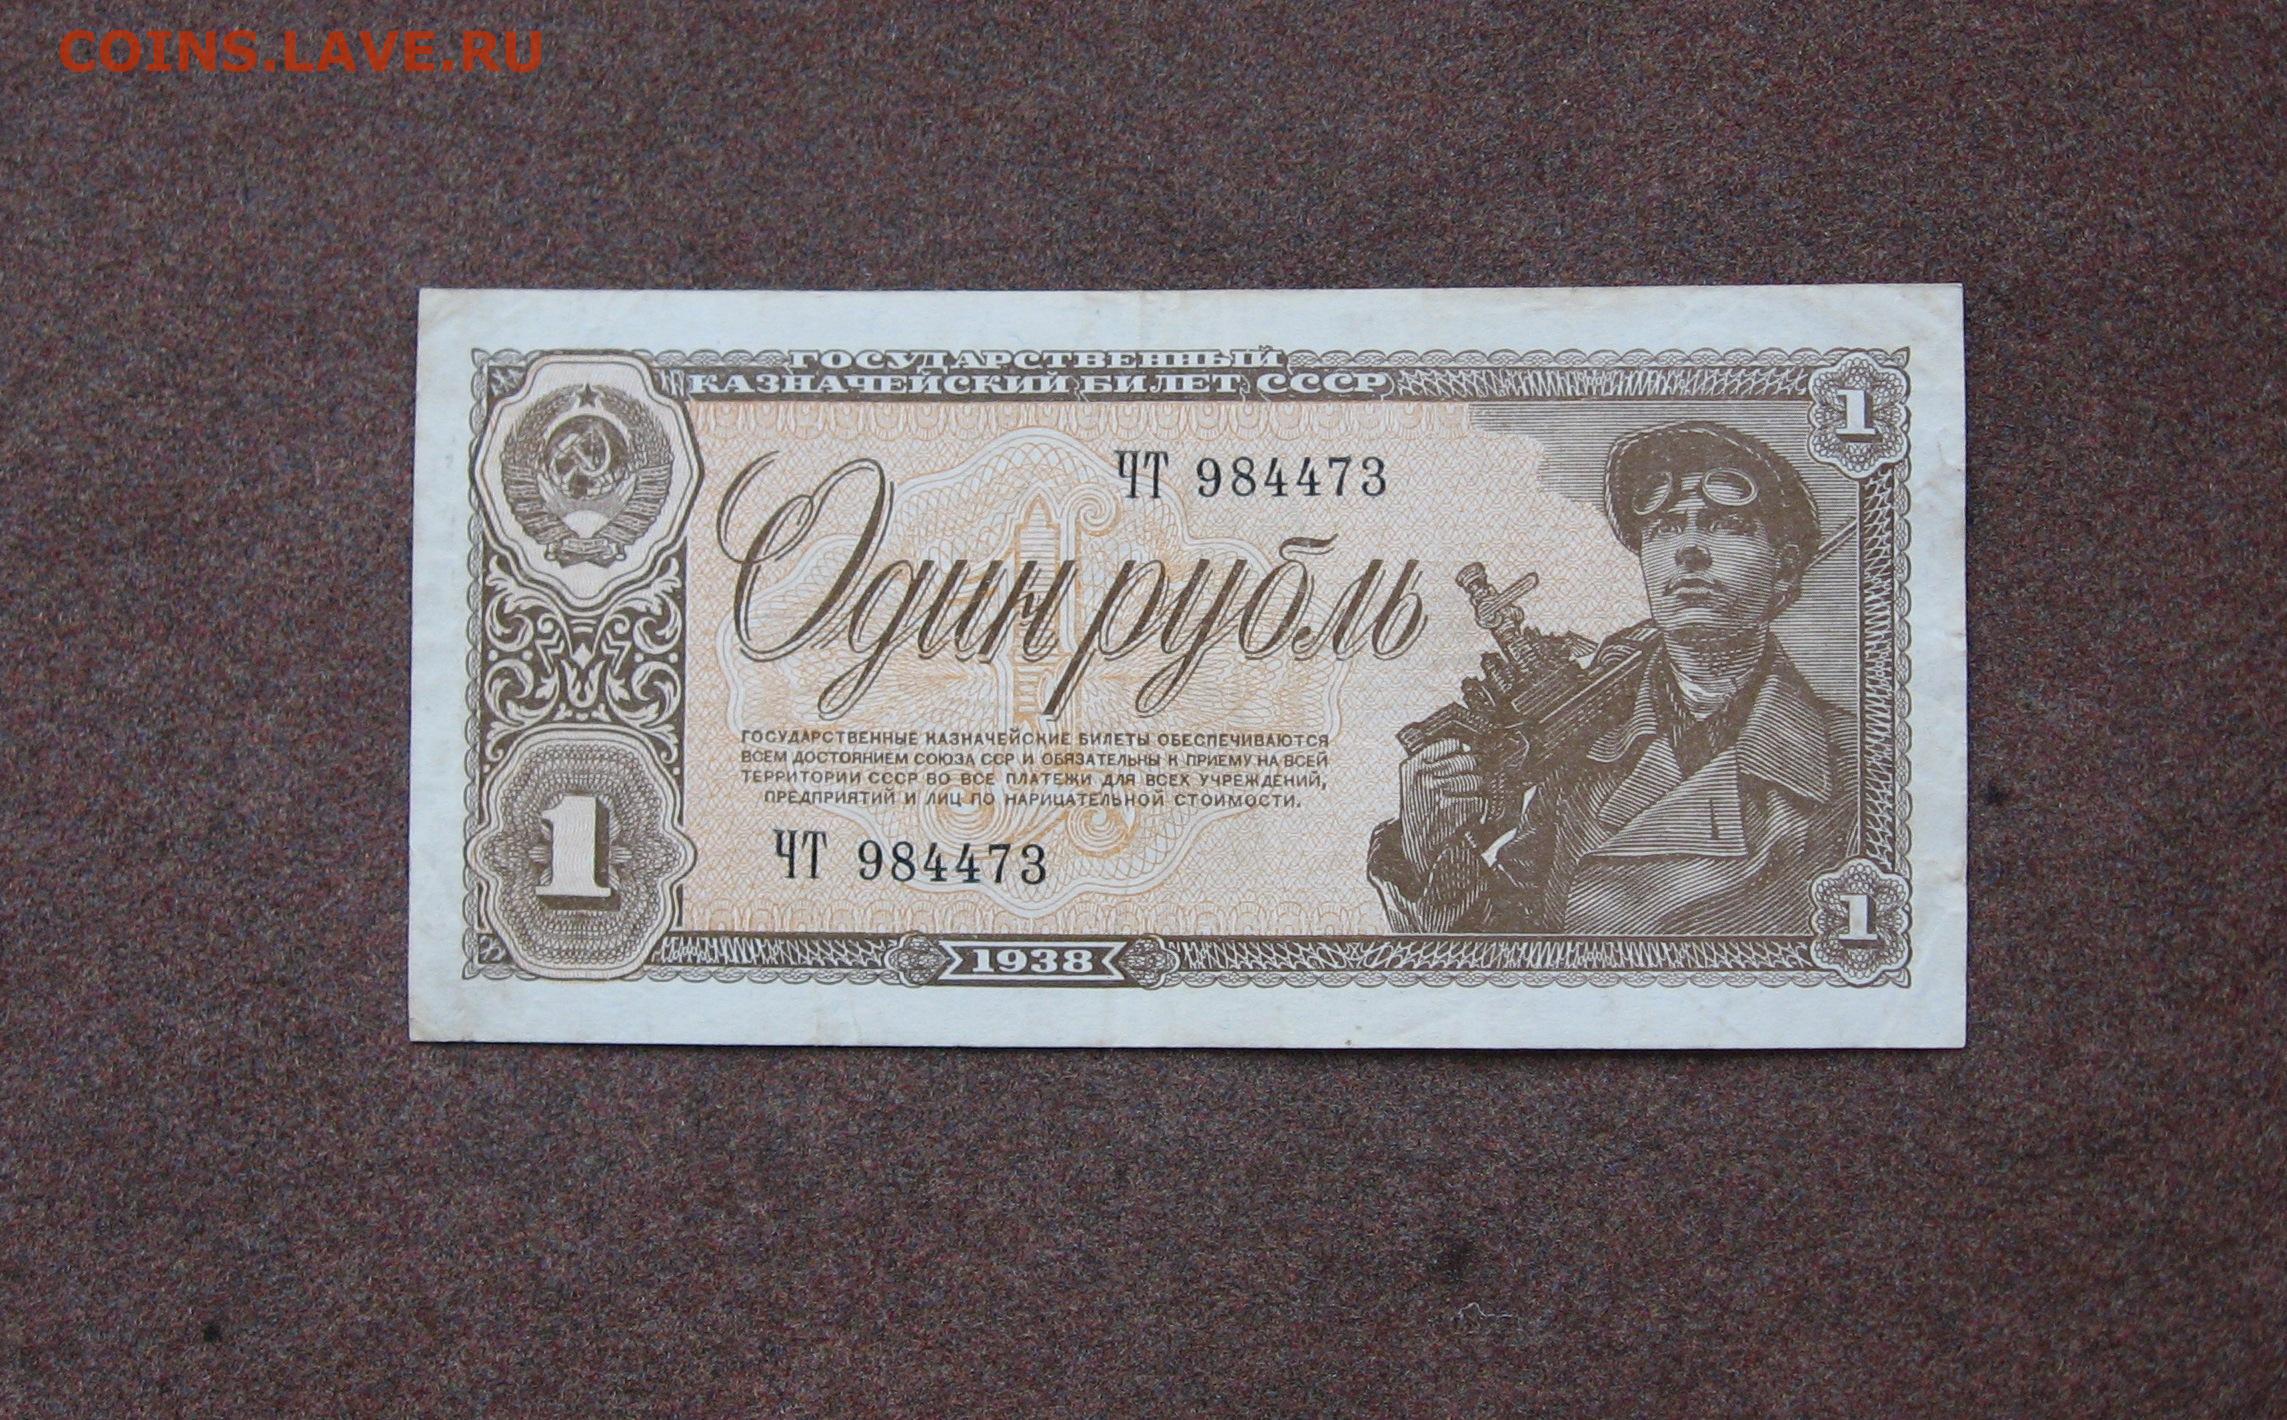 COINS.LAVE.RU
ГОСУДАРСТВЕННЫЙ
КАЗНАЧЕЙСКИЙ БИЛЕТ СССР
1
ЧТ 984473
Один рубль
ГОСУДАРСТВЕННЫЕ КАЗНАЧЕЙСКИЕ БИЛЕТЫ ОБЕСПЕЧИВАЮТСЯ
ВСЕМ ДОСТОЯНИЕМ СОЮЗА ССР И ОБЯЗАТЕЛЬНЫ К ПРИЕМУ НА ВСЕЙ
ТЕРРИТОРИИ СССР ВО ВСЕ ПЛАТЕЖИ ДЛЯ ВСЕХ УЧРЕЖДЕНИЙ,
ПРЕДПРИЯТИЙ И ЛИЦ ПО НАРИЦАТЕЛЬНОЙ СТОИМОСТИ.
1
ЧТ 984473
1
1938